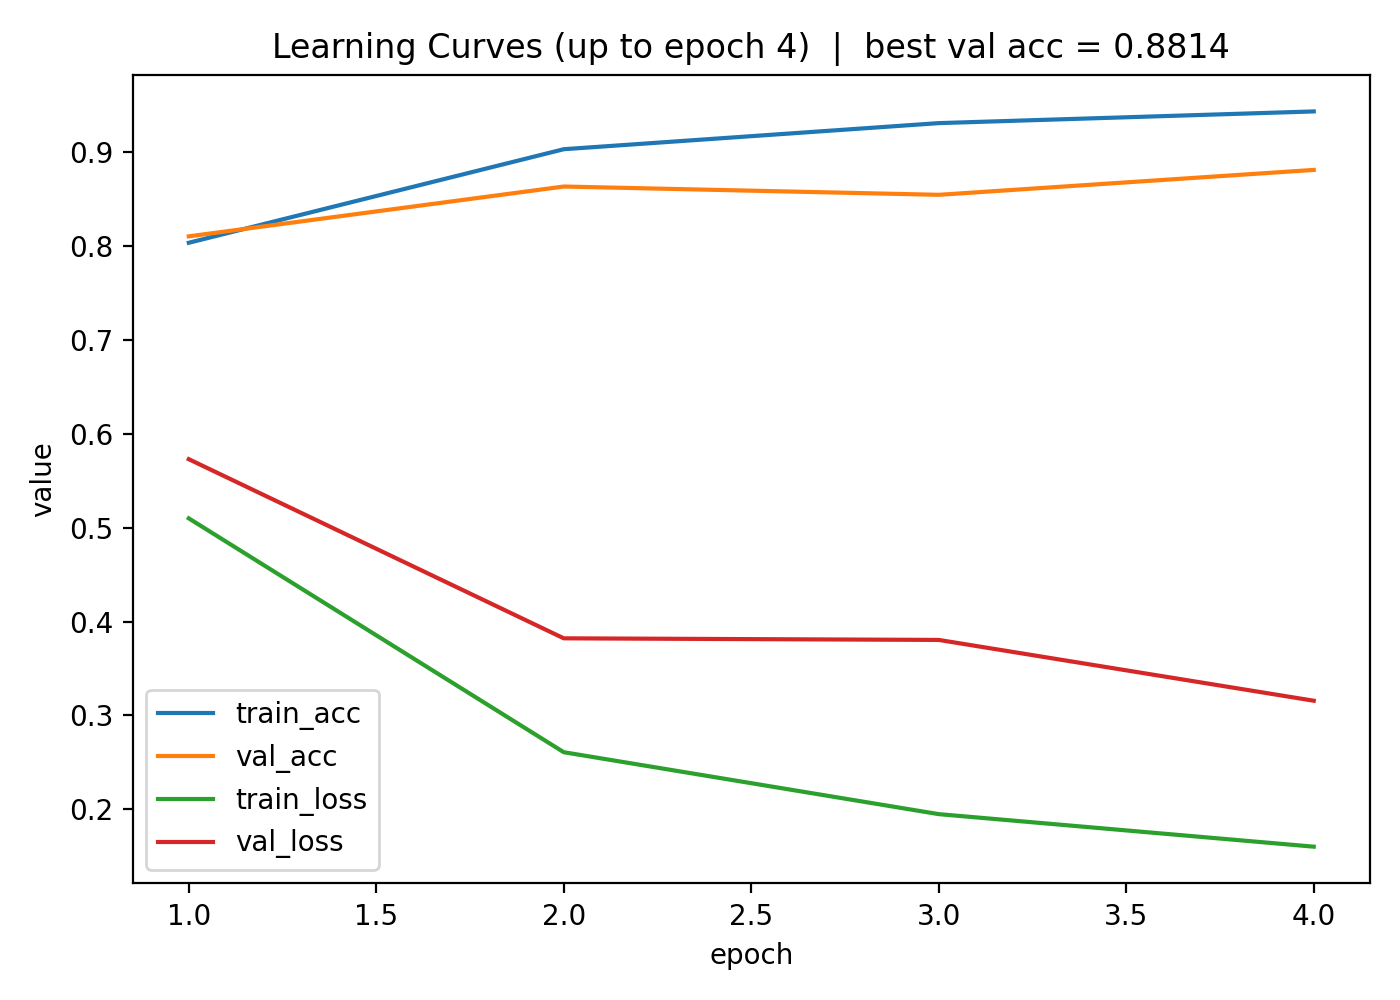 Learning Curves (up to epoch 4) | best val acc = 0.8814
value
0.9
0.8
0.7
0.6
0.5
0.4
0.3
0.2
train_acc
val_acc
train_loss
val_loss
1.0 1.5 2.0 2.5 3.0 3.5 4.0
epoch